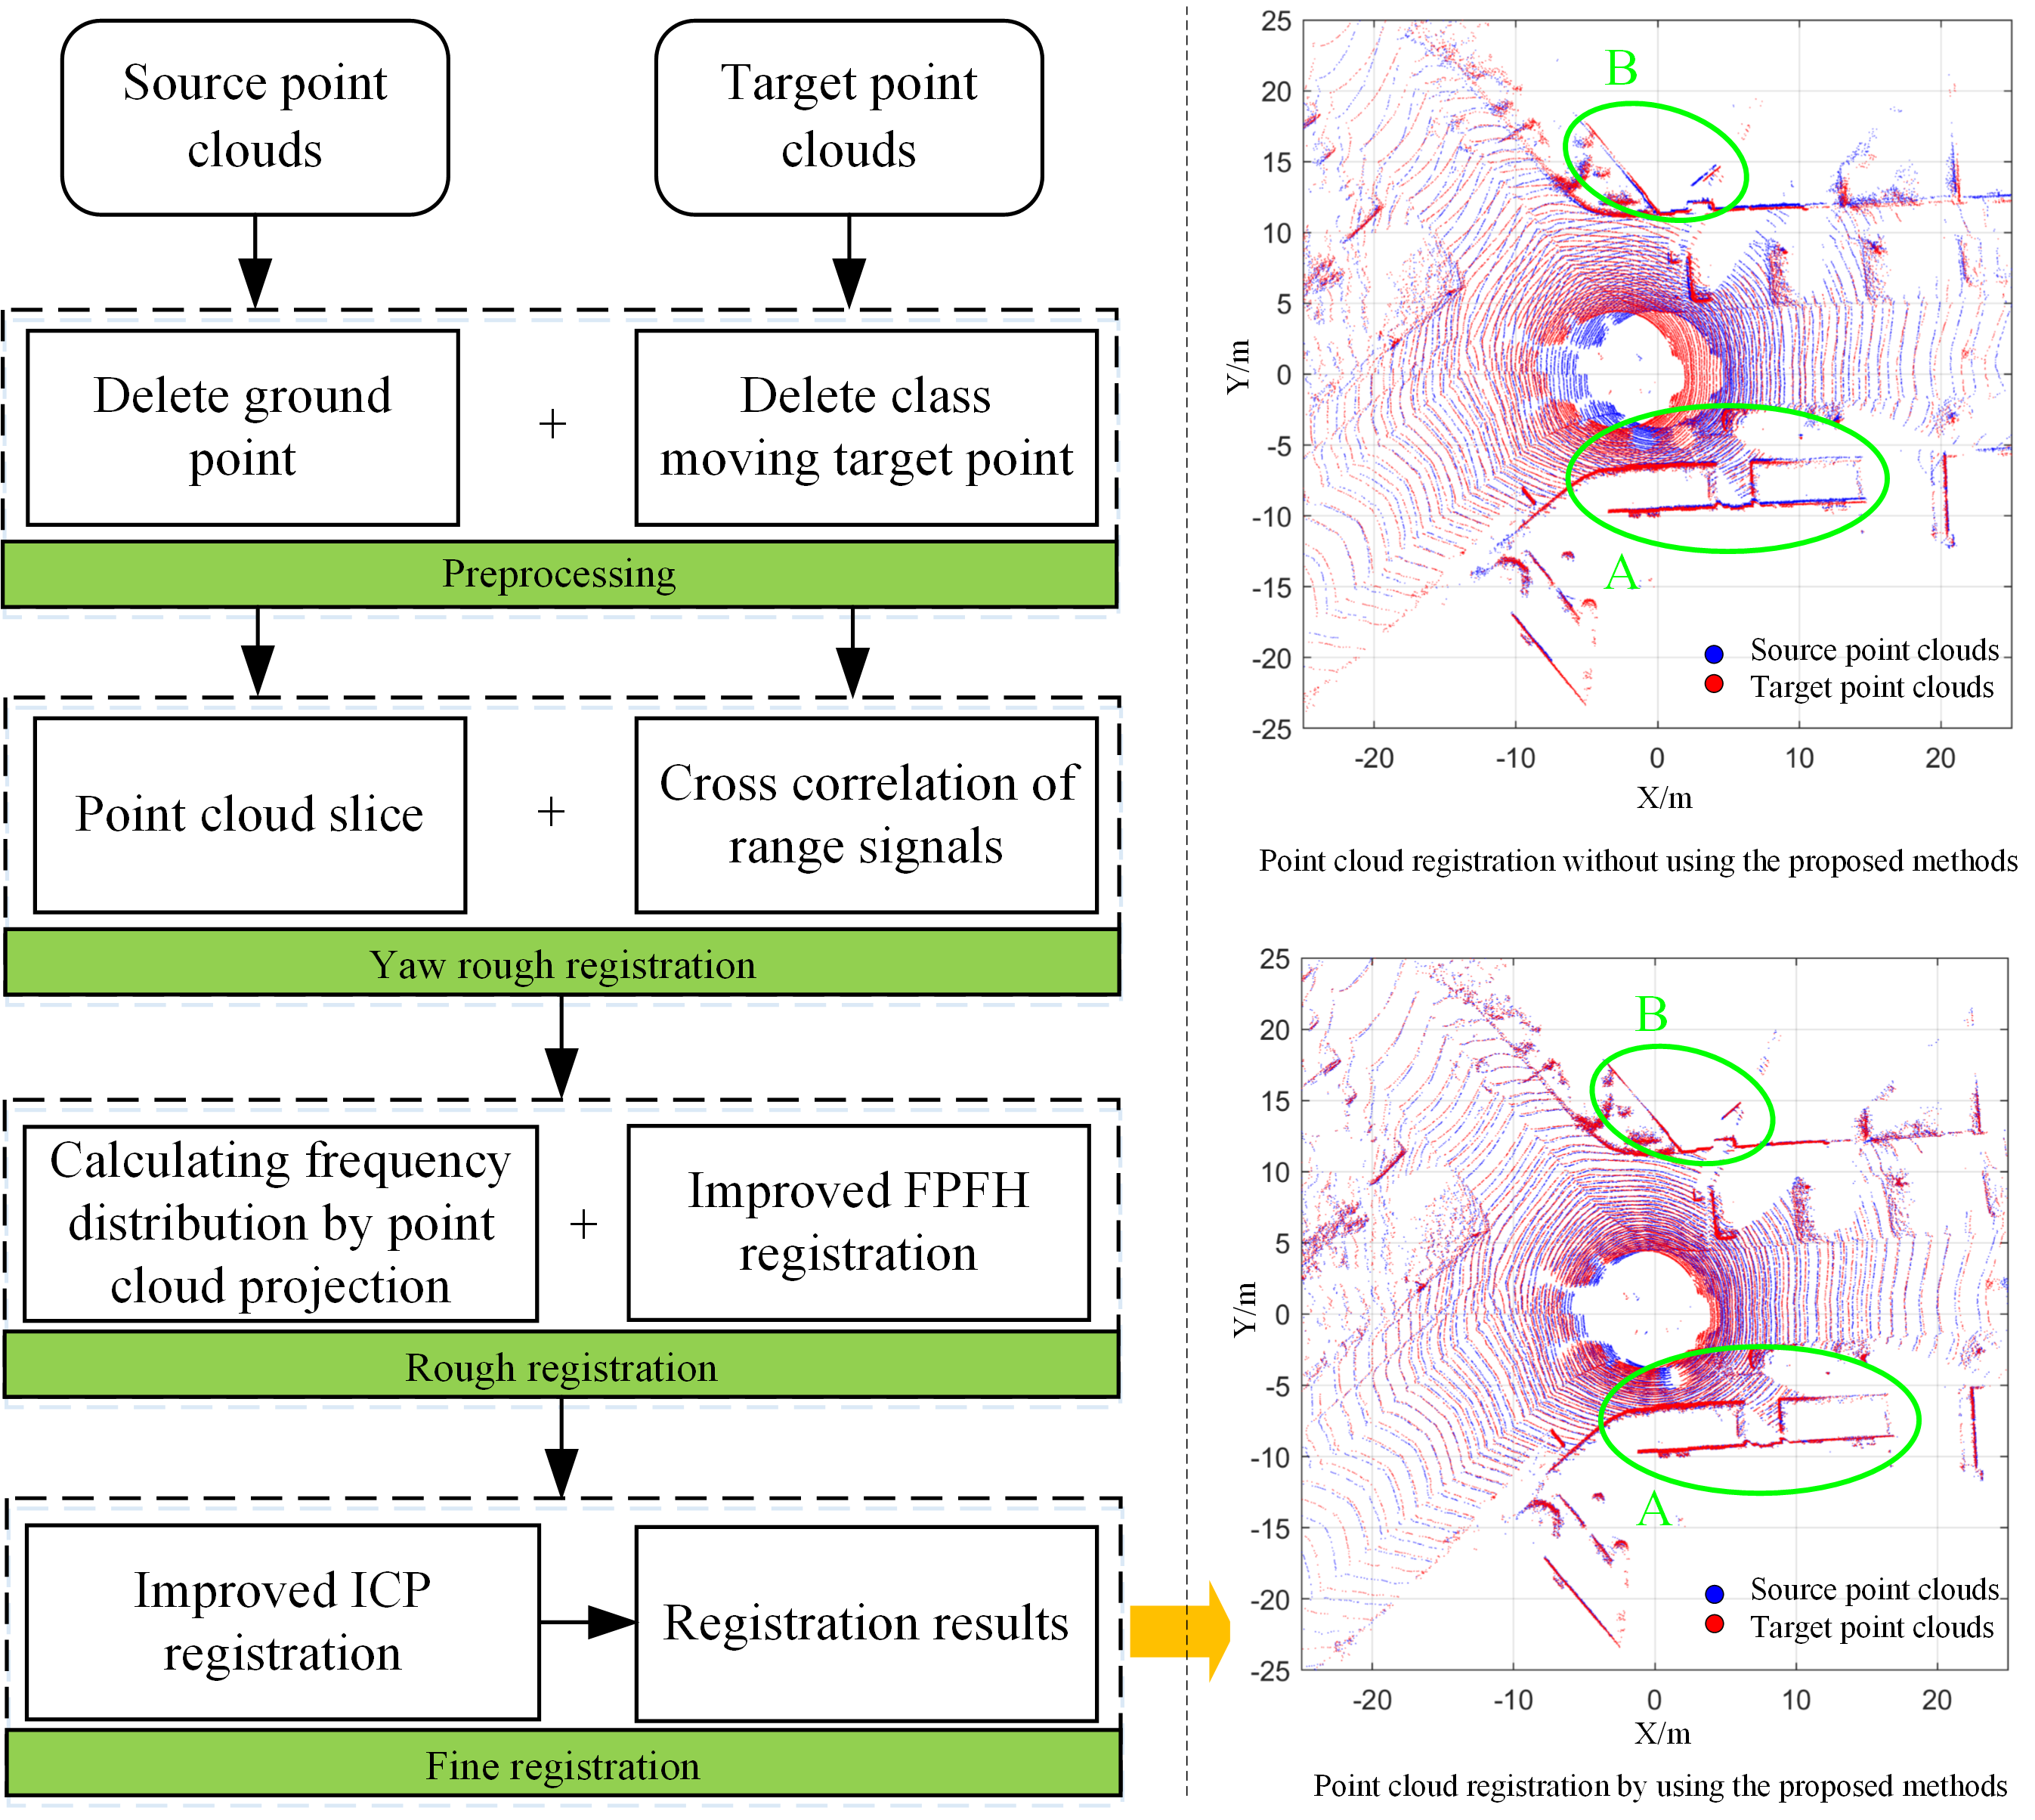 Source point
clouds
Target point
clouds
Delete ground
point
+
Delete class
moving target point
Preprocessing
Point cloud slice
+
Cross correlation of
range signals
Yaw rough registration
Calculating frequency
distribution by point
cloud projection
+
Improved FPFH
registration
Rough registration
Improved ICP
registration
Registration results
Fine registration
25
20
15
10
5
0
-5
-10
-15
-20
-25
Y/m
B
A
Source point clouds
Target point clouds
-20 -10 0 10 20
X/m
Point cloud registration without using the proposed methods
25
20
15
10
5
0
-5
-10
-15
-20
-25
Y/m
B
A
Source point clouds
Target point clouds
-20 -10 0 10 20
X/m
Point cloud registration by using the proposed methods